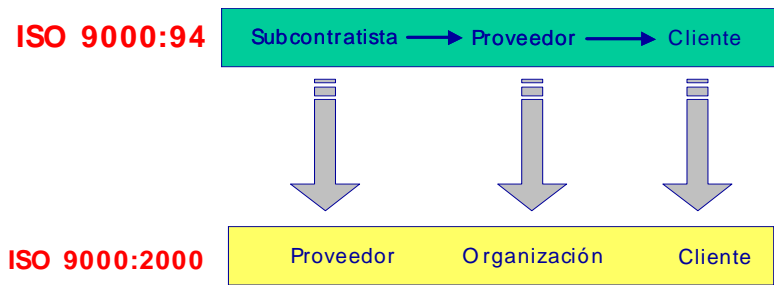 ISO 9000:94 Subcontratista Proveedor Cliente
ISO 9000:2000 Proveedor Organización Cliente